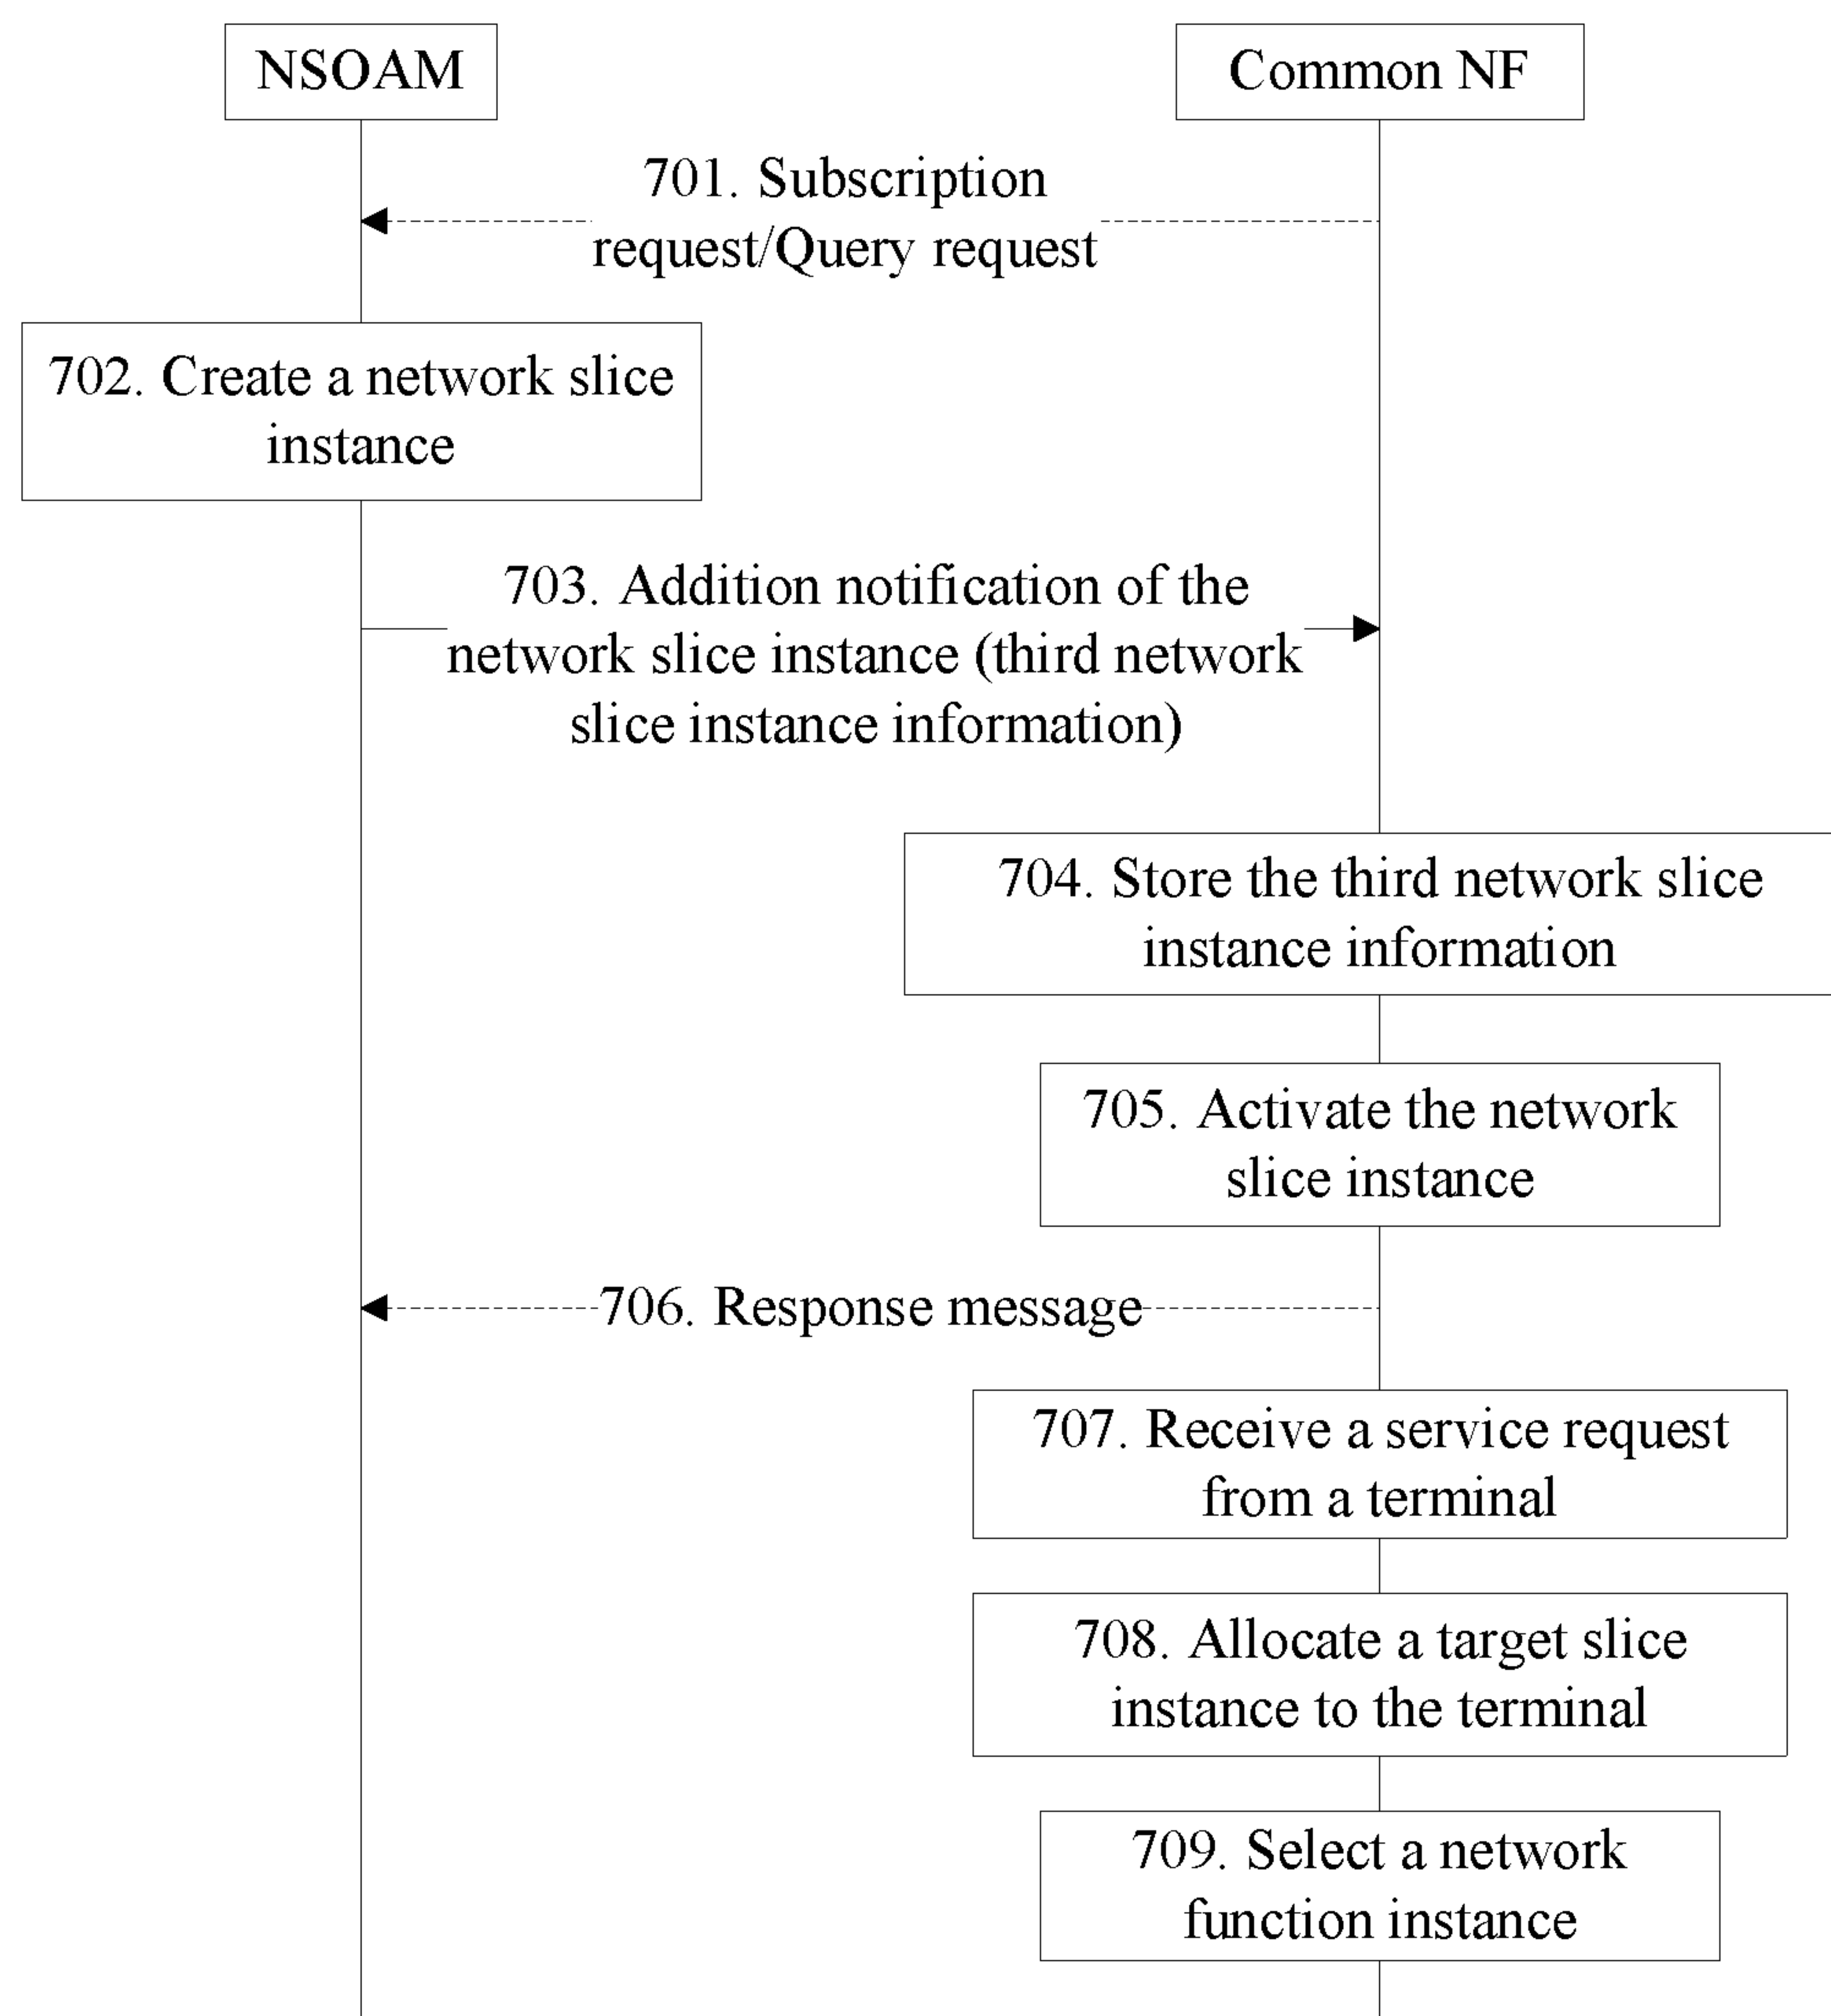 NSOAM
Common NF
701. Subscription
request/Query request
702. Create a network slice
instance
703. Addition notification of the
network slice instance (third network
slice instance information)
704. Store the third network slice
instance information
705. Activate the network
slice instance
706. Response message
707. Receive a service request
from a terminal
708. Allocate a target slice
instance to the terminal
709. Select a network
function instance